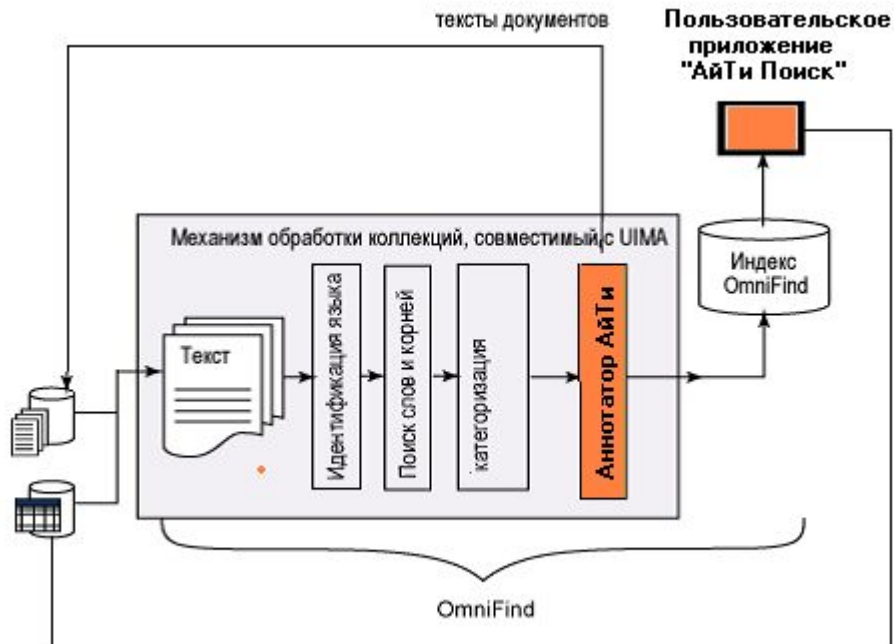 тексты документов
Пользовательское
приложение
"АйТи Поиск"
Механизм обработки коллекций, совместимый с UIMA
Текст
Идентификация языка
Поиск слов и корней
категоризация
Аннотатор АйТи
Индекс
OmniFind
OmniFind